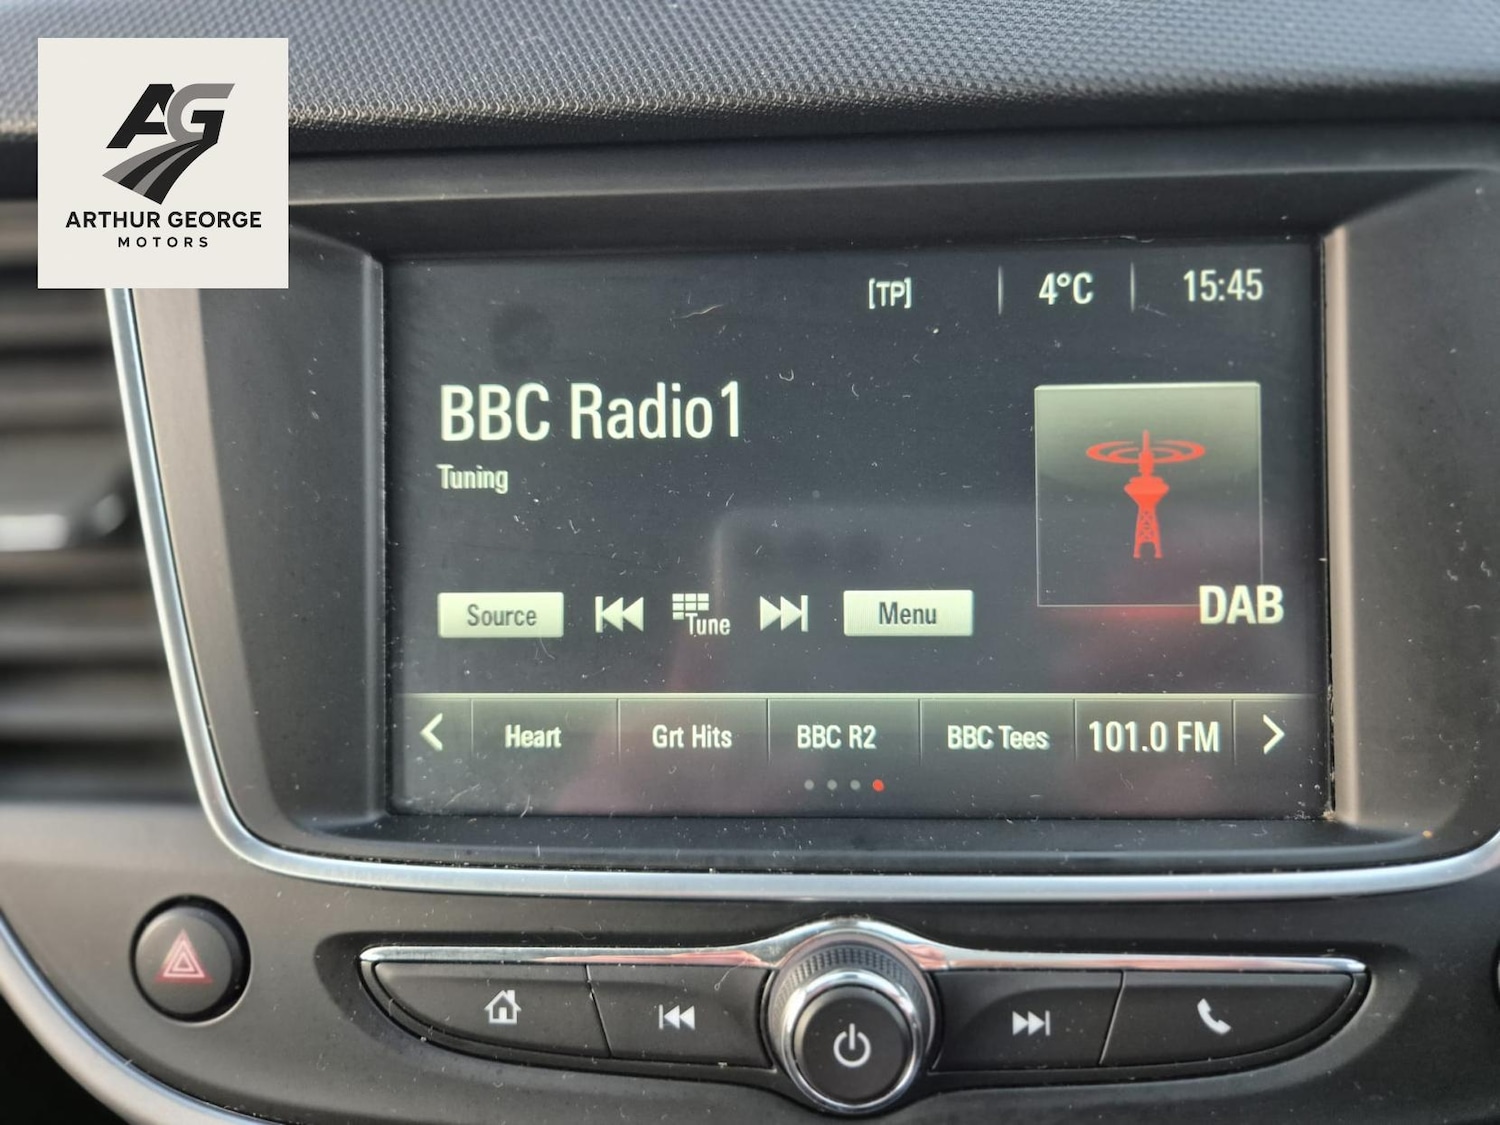 AG
ARTHUR GEORGE
MOTORS
[TP] 4°C 15:45
BBC Radio1
Tuning
Source Tune Menu
DAB
Heart Grt Hits BBC R2 BBC Tees 101.0 FM